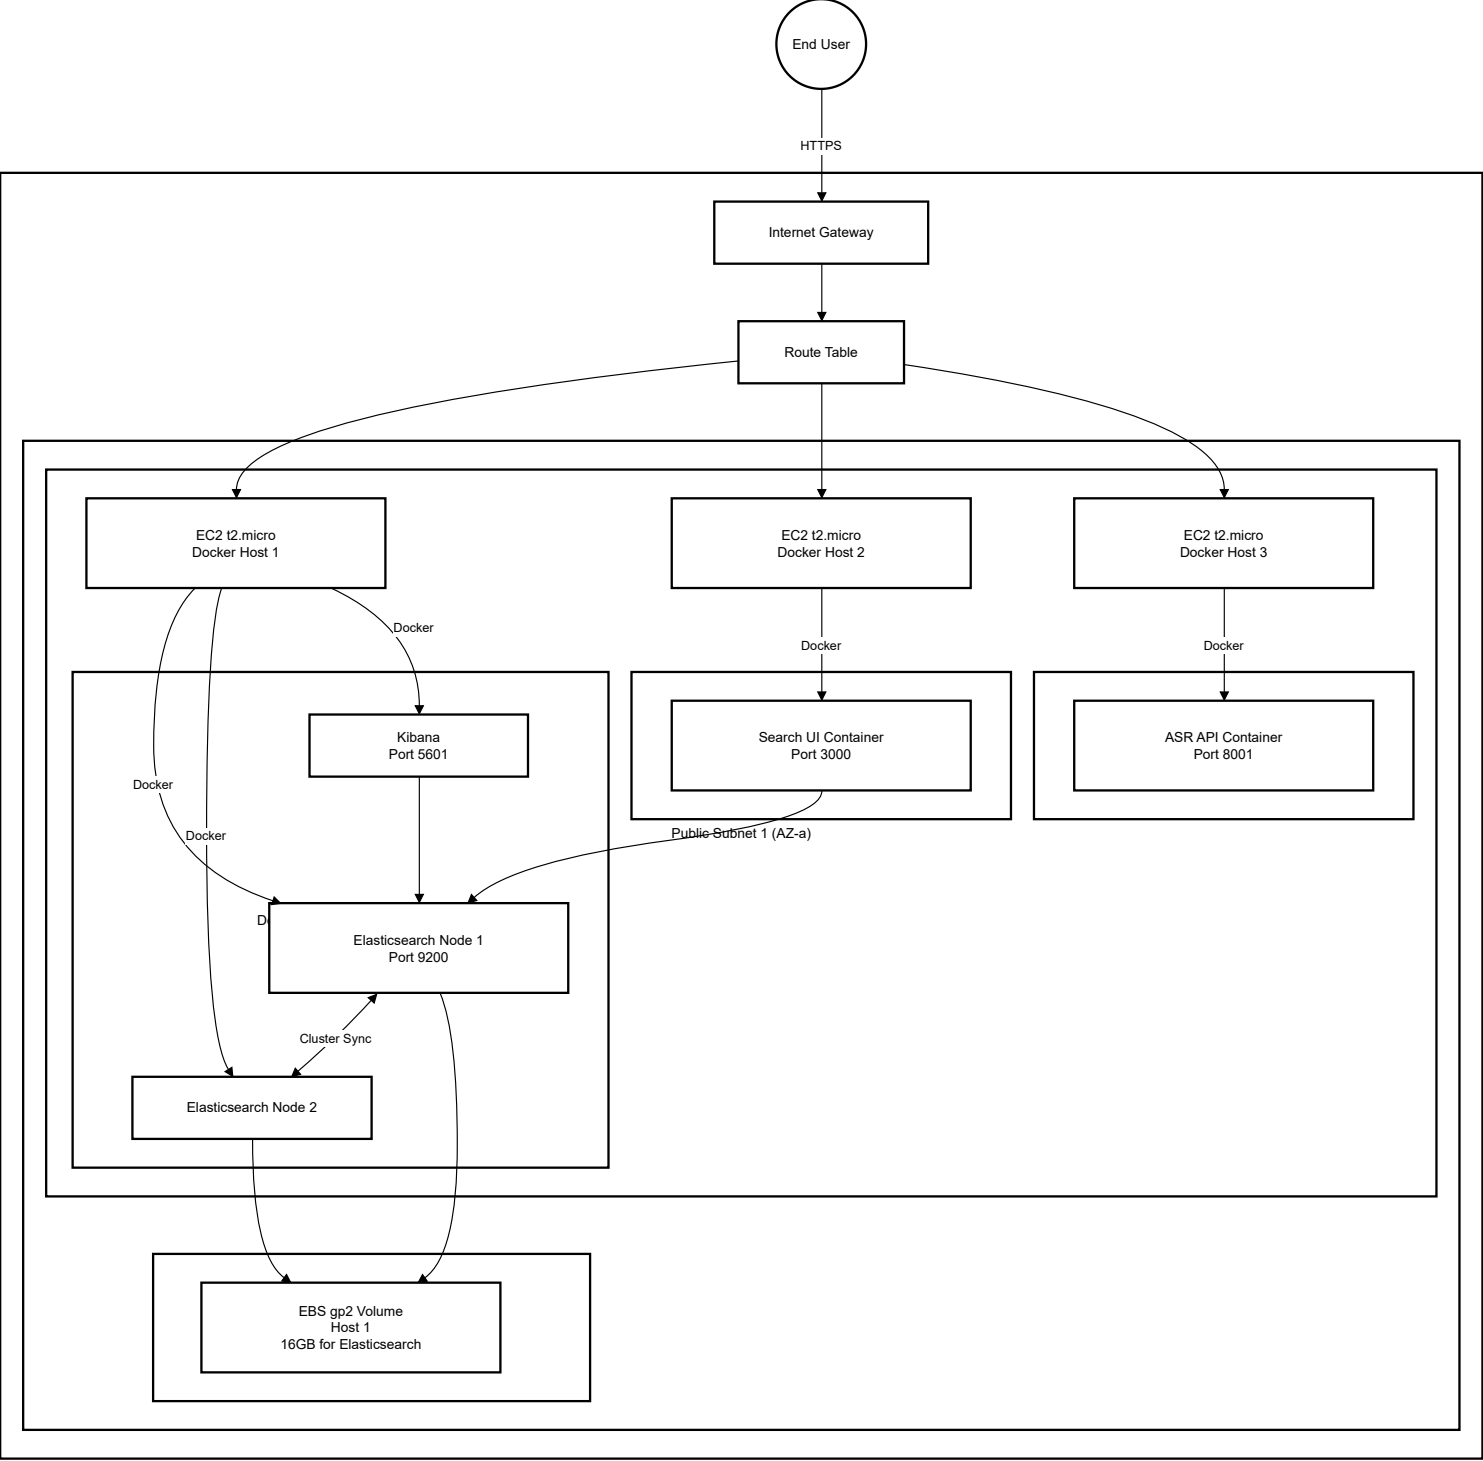 End User
HTTPS
Internet Gateway
Route Table
EC2 t2.micro
Docker Host 1
EC2 t2.micro
Docker Host 2
EC2 t2.micro
Docker Host 3
Docker
Docker
Docker
Kibana
Port 5601
Search UI Container
Port 3000
ASR API Container
Port 8001
Docker
Docker
Public Subnet 1 (AZ-a)
Elasticsearch Node 1
Port 9200
Cluster Sync
Elasticsearch Node 2
EBS gp2 Volume
Host 1
16GB for Elasticsearch